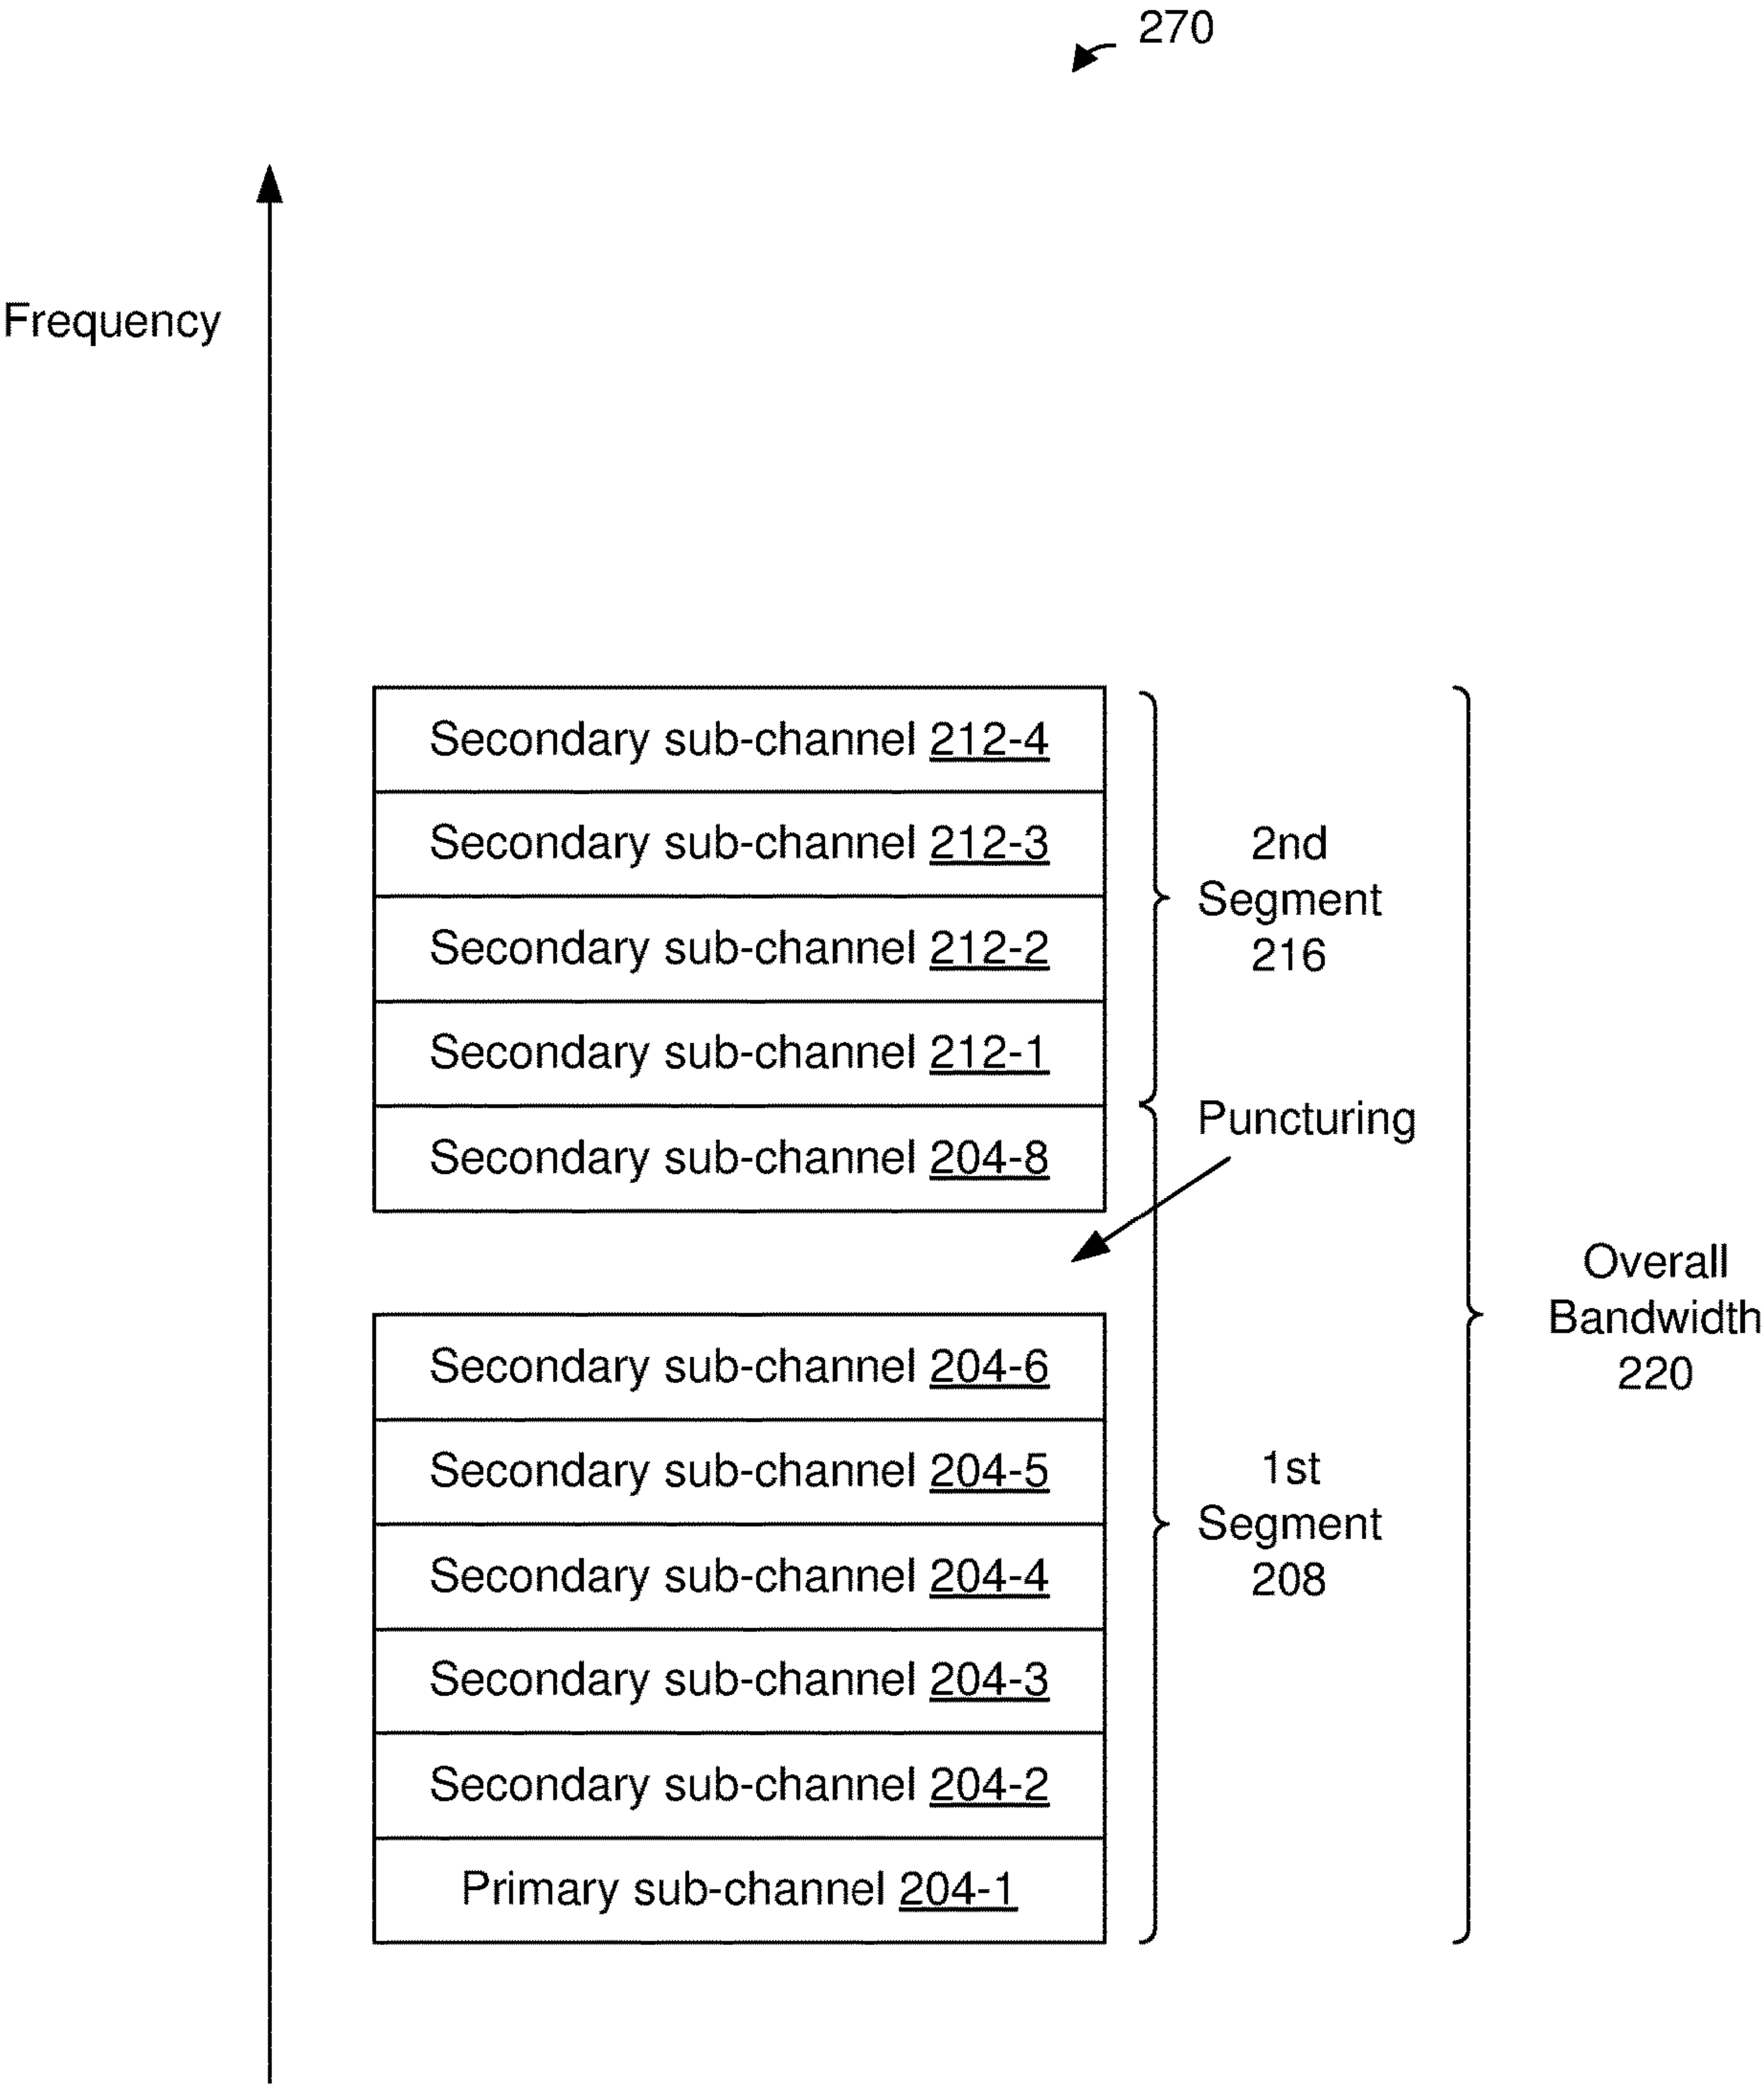 270
Frequency
Secondary sub-channel 212-4
Secondary sub-channel 212-3
Secondary sub-channel 212-2
Secondary sub-channel 212-1
Secondary sub-channel 204-8
Secondary sub-channel 204-6
Secondary sub-channel 204-5
Secondary sub-channel 204-4
Secondary sub-channel 204-3
Secondary sub-channel 204-2
Primary sub-channel 204-1
2nd
Segment
216
Puncturing
1st
Segment
208
Overall
Bandwidth
220